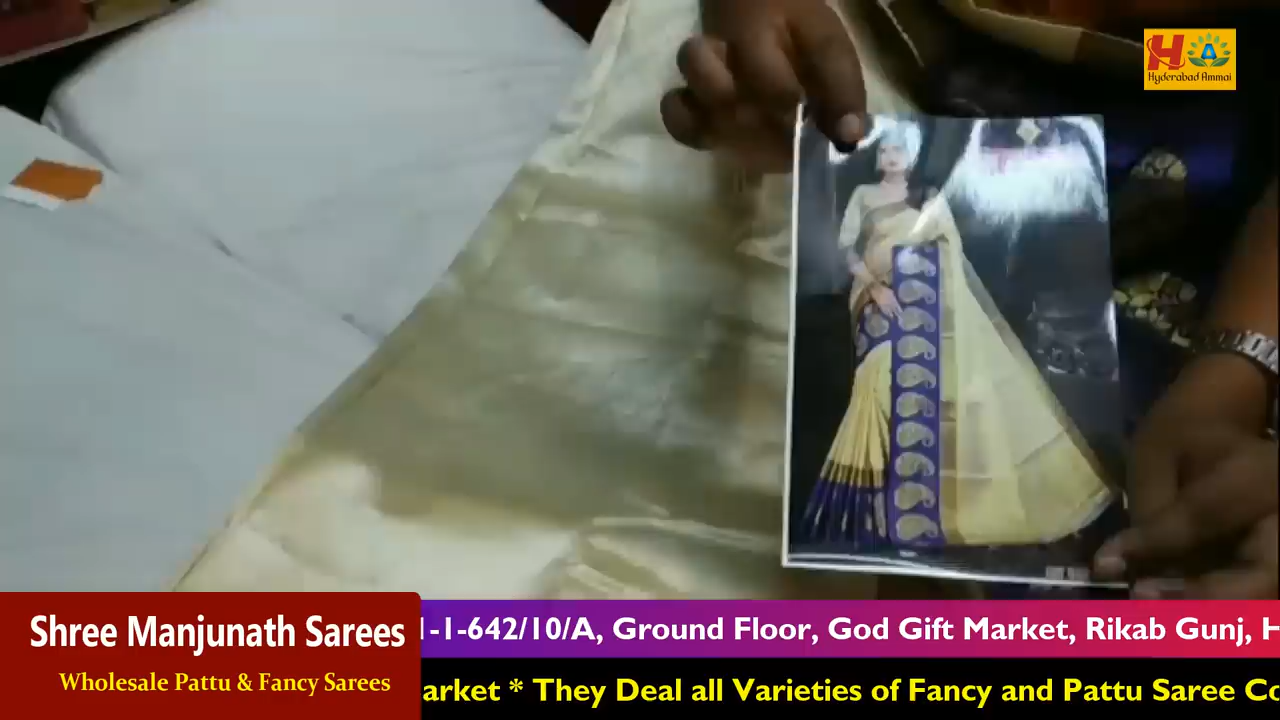 H A
Hyderabad Ammai
Shree Manjunath Sarees
Wholesale Pattu & Fancy Sarees
1-1-642/10/A, Ground Floor, God Gift Market, Rikab Gunj, H
arket * They Deal all Varieties of Fancy and Pattu Saree Co